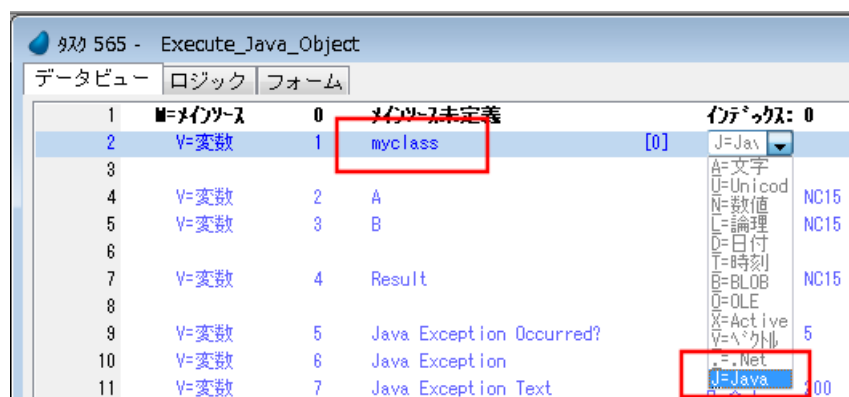 ﾀｽｸ 565 - Execute_Java_Object
データビュー ロジック フォーム
1 M=ﾒｲﾝｿｰｽ 0 ﾒｲﾝｿｰｽ未定義 ｲﾝﾃﾞｯｸｽ: 0
2 V=変数 1 myclass [0] J=Jav
3 A=文字
U=Unicod
4 V=変数 2 A N=数値 NC15
5 V=変数 3 B L=論理 NC15
6 D=日付
T=時刻
7 V=変数 4 Result B=BLOB NC15
8 O=OLE
X=Active
9 V=変数 5 Java Exception Occurred? V=ﾍﾞｸﾄﾙ 5
10 V=変数 6 Java Exception .=.Net
11 V=変数 7 Java Exception Text J=Java 200